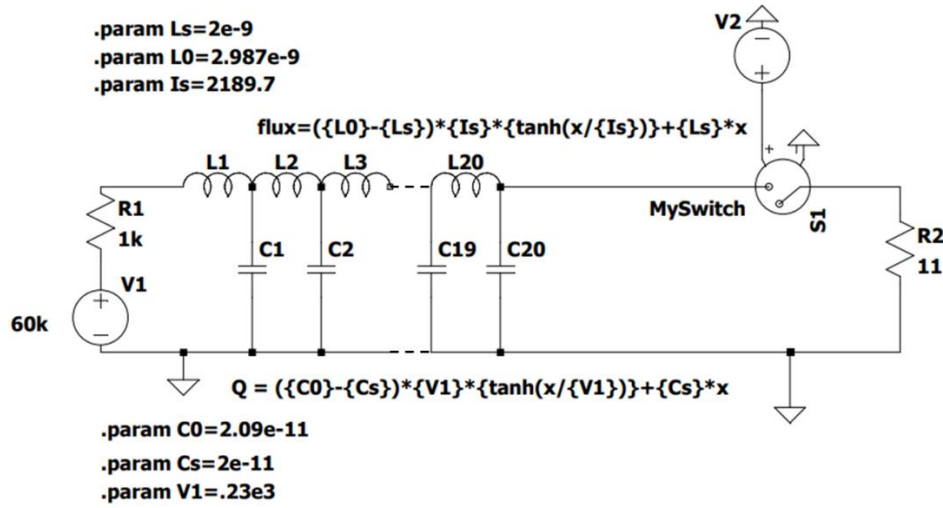 .param Ls=2e-9
.param L0=2.987e-9
.param Is=2189.7
V2
flux=({L0}-{Ls})*{Is}*{tanh(x/{Is})}+{Ls}*x
L1 L2 L3 L20
R1
1k
C1 C2 C19 C20
MySwitch
S1
R2
11
V1
60k
Q = ({C0}-{Cs})*{V1}*{tanh(x/{V1})}+{Cs}*x
.param C0=2.09e-11
.param Cs=2e-11
.param V1=.23e3